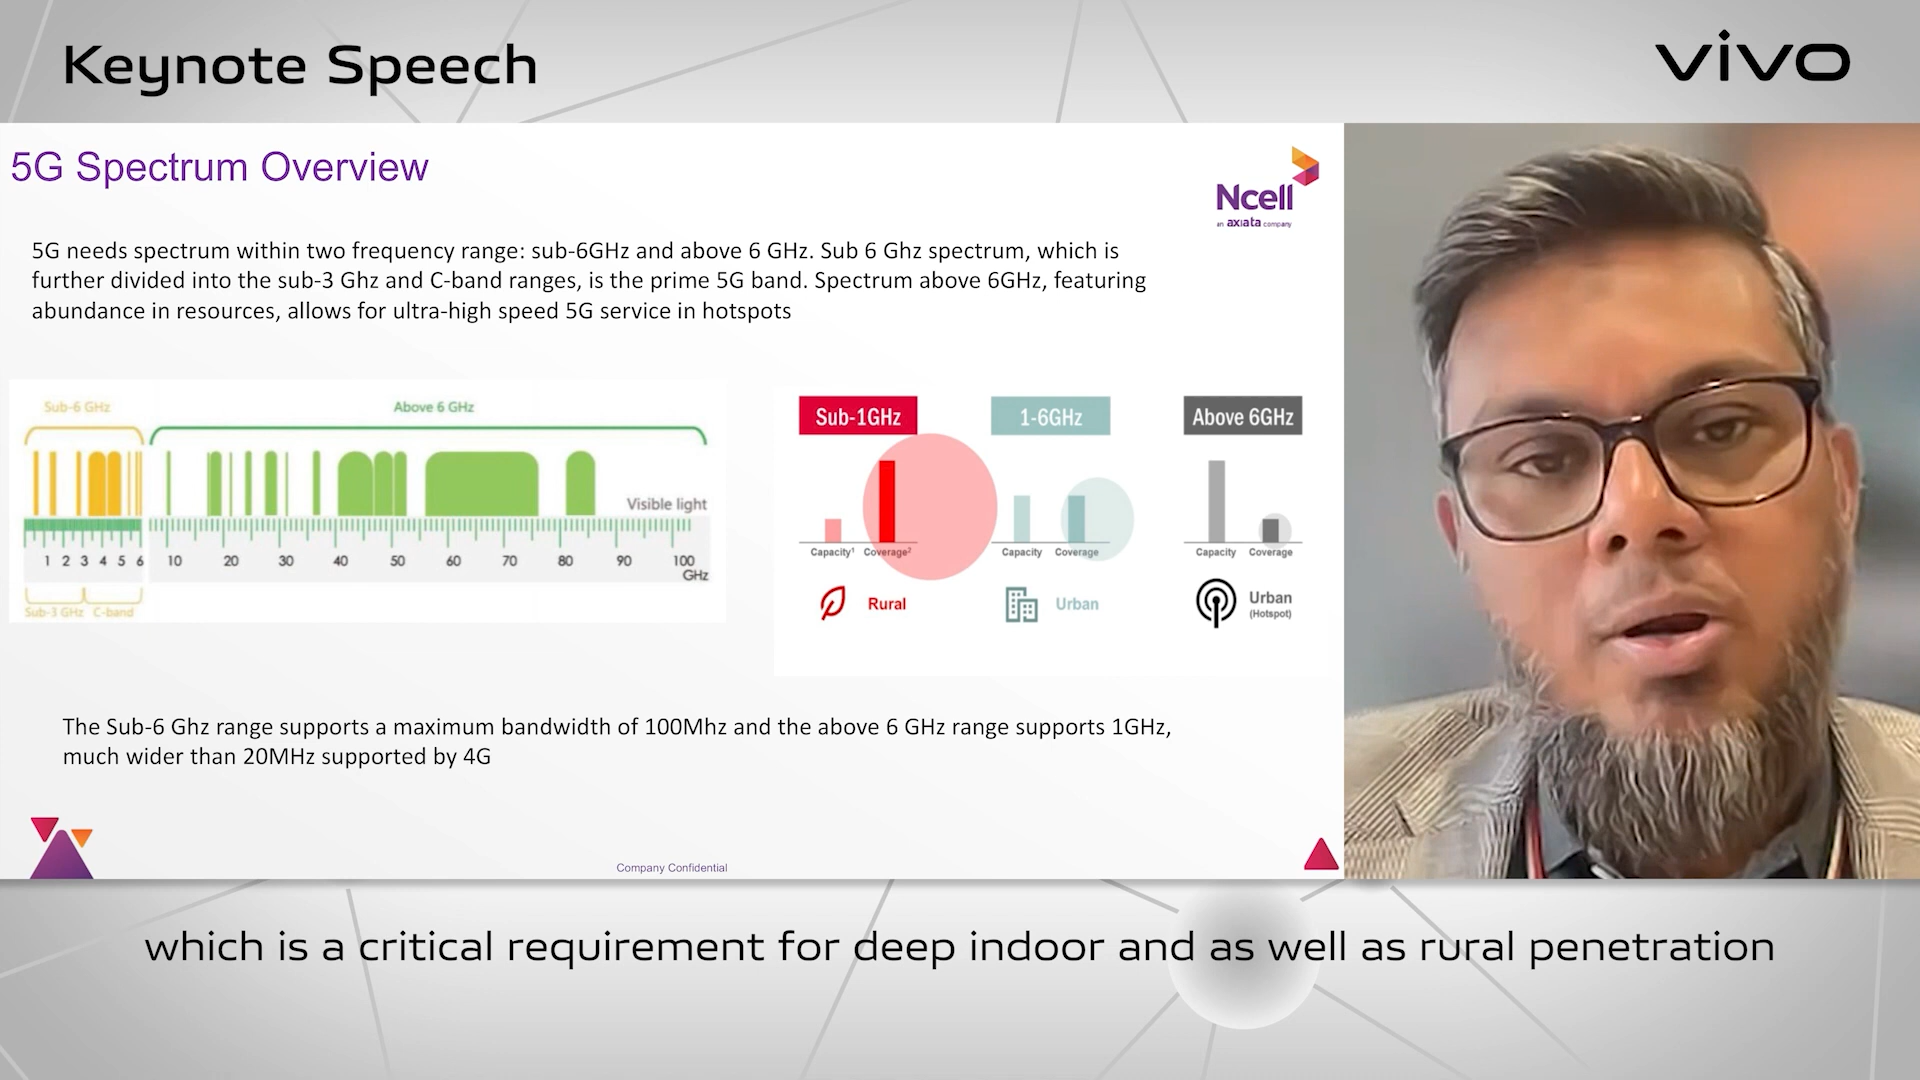 Keynote Speech
vivo
5G Spectrum Overview
Ncell
an axiata company
5G needs spectrum within two frequency range: sub-6GHz and above 6 GHz. Sub 6 Ghz spectrum, which is
further divided into the sub-3 Ghz and C-band ranges, is the prime 5G band. Spectrum above 6GHz, featuring
abundance in resources, allows for ultra-high speed 5G service in hotspots
Sub-6 GHz
Above 6 GHz
Visible light
1 2 3 4 5 6 10 20 30 40 50 60 70 80 90 100
GHz
Sub-3 GHz C-band
Sub-1GHz
1-6GHz
Above 6GHz
Capacity¹ Coverage²
Capacity Coverage
Capacity Coverage
Rural
Urban
Urban
(Hotspot)
The Sub-6 Ghz range supports a maximum bandwidth of 100Mhz and the above 6 GHz range supports 1GHz,
much wider than 20MHz supported by 4G
Company Confidential
which is a critical requirement for deep indoor and as well as rural penetration